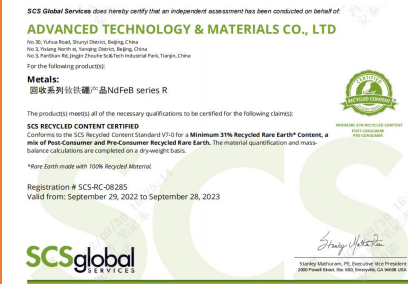 SCS Global Services does hereby certify that an independent assessment has been conducted on behalf of:
ADVANCED TECHNOLOGY & MATERIALS CO., LTD
No 30, Yuhua Road, Shunyi District, Beijing, China
No 3, Yixiang North st, Yanqing District, Beijing, China
No 3, PanShan Rd, Jingjin Zhouhe Sci&Tech Industrial Park, Tianjin, China
For the following product(s):
Metals:
回收系列钕铁硼产品NdFeB series R
The product(s) meet(s) all of the necessary qualifications to be certified for the following claim(s):
SCS RECYCLED CONTENT CERTIFIED
Conforms to the SCS Recycled Content Standard V7-0 for a Minimum 31% Recycled Rare Earth* Content, a
mix of Post-Consumer and Pre-Consumer Recycled Rare Earth. The material quantification and mass-
balance calculations are completed on a dry-weight basis.
*Rare Earth made with 100% Recycled Material.
CERTIFIED
RECYCLED CONTENT
MINIMUM 31% RECYCLED CONTENT
POST-CONSUMER
PRE-CONSUMER
Registration # SCS-RC-08285
Valid from: September 29, 2022 to September 28, 2023
SCSglobal
SERVICES
Stanley Mathuram, PE, Executive Vice President
2000 Powell Street, Ste. 600, Emeryville, CA 94608 USA